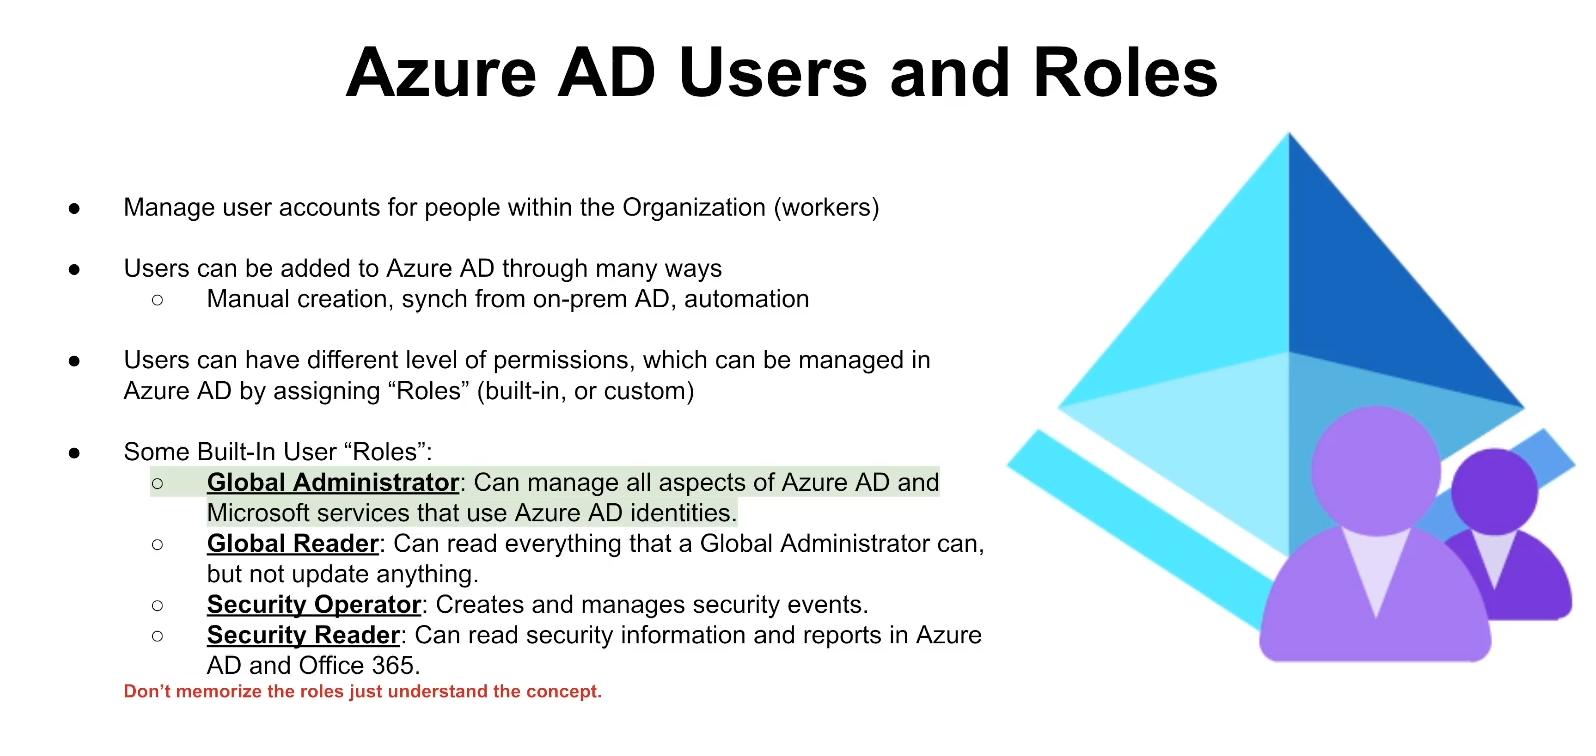 Azure AD Users and Roles
● Manage user accounts for people within the Organization (workers)
● Users can be added to Azure AD through many ways
○ Manual creation, synch from on-prem AD, automation
● Users can have different level of permissions, which can be managed in
Azure AD by assigning “Roles” (built-in, or custom)
● Some Built-In User “Roles”:
○ Global Administrator: Can manage all aspects of Azure AD and
Microsoft services that use Azure AD identities.
○ Global Reader: Can read everything that a Global Administrator can,
but not update anything.
○ Security Operator: Creates and manages security events.
○ Security Reader: Can read security information and reports in Azure
AD and Office 365.
Don’t memorize the roles just understand the concept.